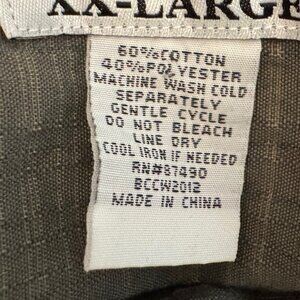 XX-LARGE
60%COTTON
40%POLYESTER
MACHINE WASH COLD
SEPARATELY
GENTLE CYCLE
DO NOT BLEACH
LINE DRY
COOL IRON IF NEEDED
RN#87490
BCCW2012
MADE IN CHINA